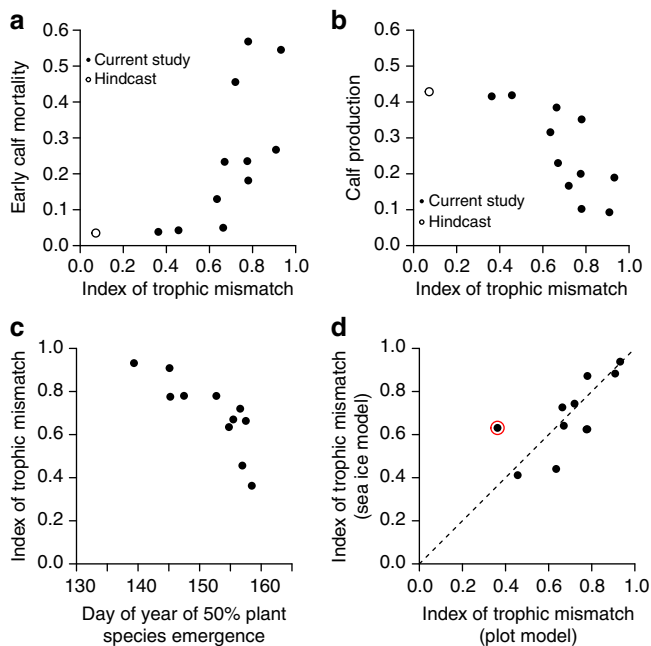 a
0.6
0.5
0.4
0.3
0.2
0.1
0.0
Early calf mortality
Current study
Hindcast
0.0 0.2 0.4 0.6 0.8 1.0
Index of trophic mismatch
b
0.6
0.5
0.4
0.3
0.2
0.1
0.0
Calf production
Current study
Hindcast
0.0 0.2 0.4 0.6 0.8 1.0
Index of trophic mismatch
c
1.0
0.8
0.6
0.4
0.2
0.0
Index of trophic mismatch
130 140 150 160
Day of year of 50% plant
species emergence
d
1.0
0.8
0.6
0.4
0.2
0.0
Index of trophic mismatch
(sea ice model)
0.0 0.2 0.4 0.6 0.8 1.0
Index of trophic mismatch
(plot model)